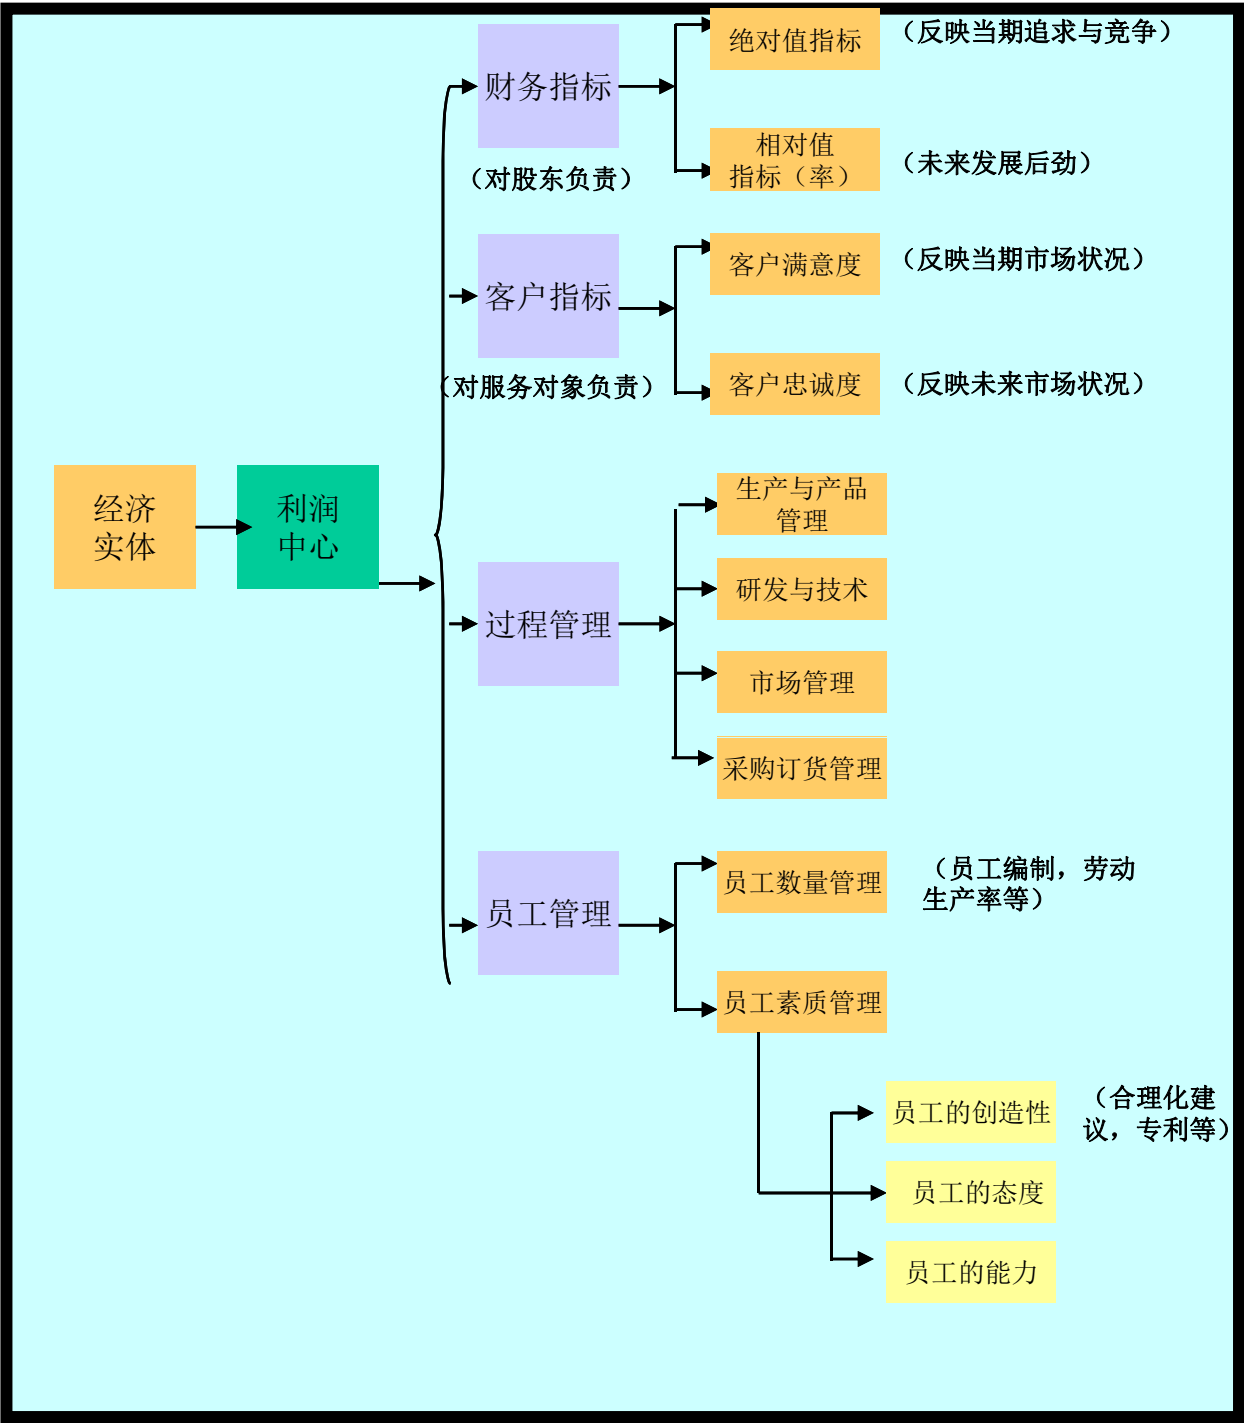 绝对值指标
（反映当期追求与竞争）
财务指标
相对值
指标（率）
（未来发展后劲）
（对股东负责）
客户满意度
（反映当期市场状况）
客户指标
客户忠诚度
（反映未来市场状况）
（对服务对象负责）
经济
实体
利润
中心
生产与产品
管理
研发与技术
过程管理
市场管理
采购订货管理
员工数量管理
（员工编制，劳动
生产率等）
员工管理
员工素质管理
员工的创造性
（合理化建
议，专利等）
员工的态度
员工的能力